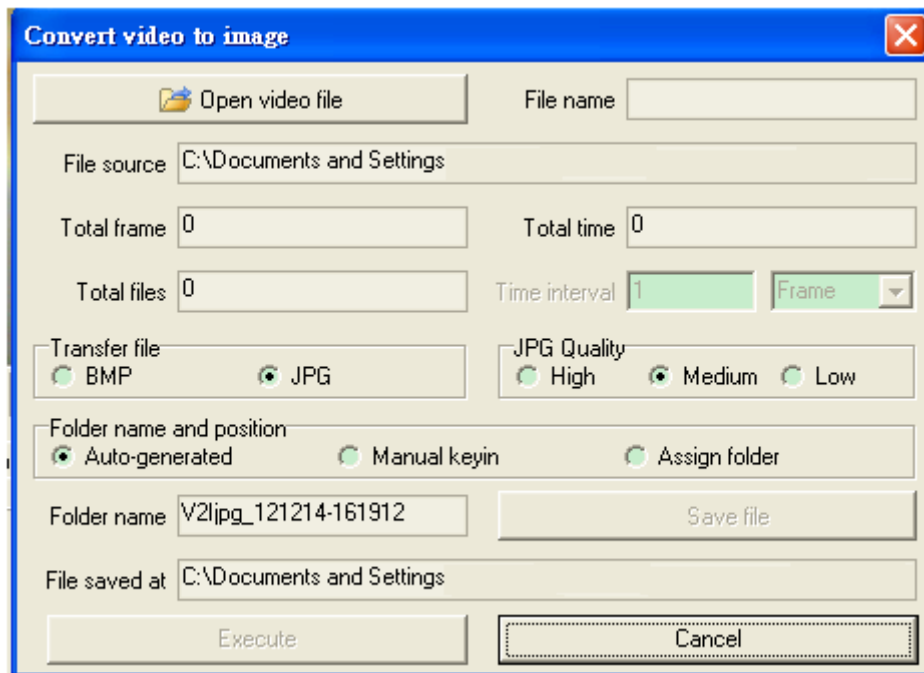 Convert video to image
Open video file File name
File source C:\Documents and Settings
Total frame 0 Total time 0
Total files 0 Time interval 1 Frame
Transfer file JPG Quality
BMP JPG High Medium Low
Folder name and position
Auto-generated Manual keyin Assign folder
Folder name V2Ijpg_121214-161912 Save file
File saved at C:\Documents and Settings
Execute Cancel